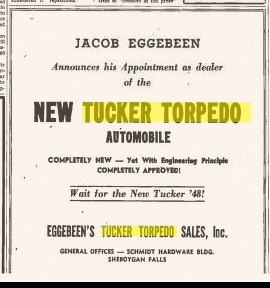 JACOB EGGEBEEN
Announces his Appointment as dealer
of the
NEW TUCKER TORPEDO
AUTOMOBILE
COMPLETELY NEW — Yet With Engineering Principle
COMPLETELY APPROVED!
Wait for the New Tucker '48!
EGGEBEEN'S TUCKER TORPEDO SALES, Inc.
GENERAL OFFICES — SCHMIDT HARDWARE BLDG.
SHEBOYGAN FALLS